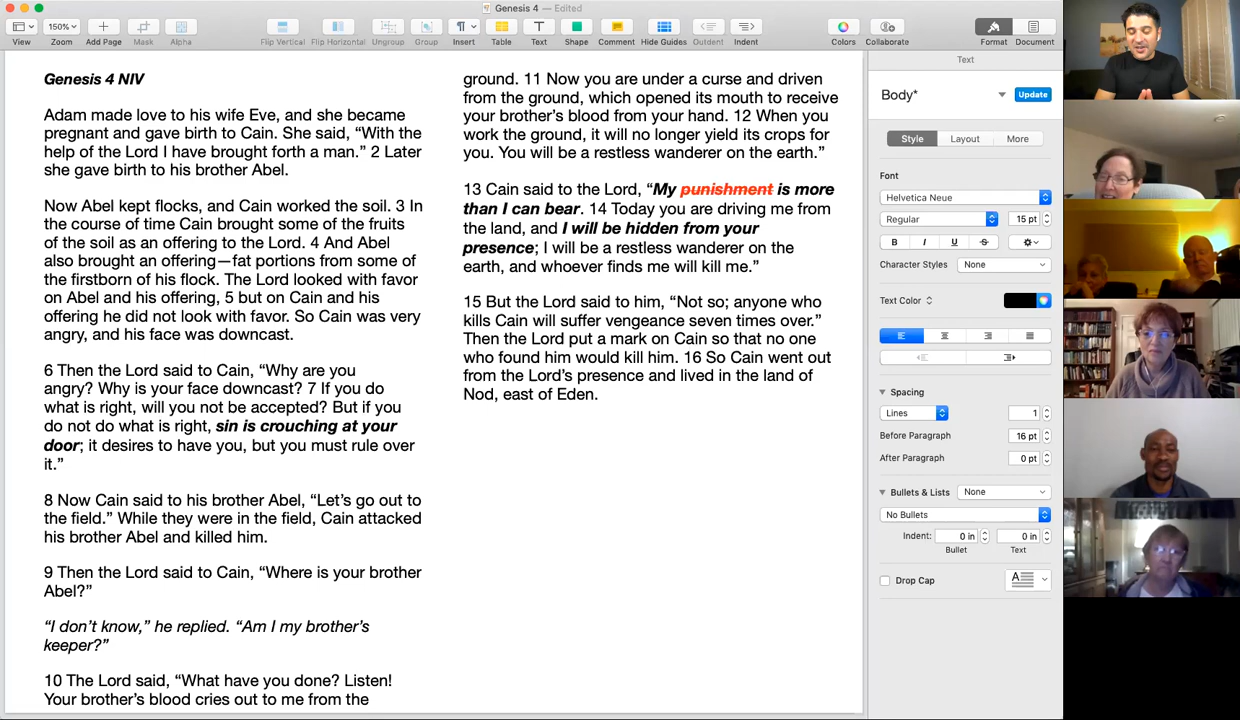 Genesis 4 — Edited
150%
View
Zoom
Add Page
Mask
Alpha
Flip Vertical
Flip Horizontal
Ungroup
Group
Insert
Table
Text
Shape
Comment
Hide Guides
Outdent
Indent
Colors
Collaborate
Format
Document
Genesis 4 NIV
Adam made love to his wife Eve, and she became
pregnant and gave birth to Cain. She said, “With the
help of the Lord I have brought forth a man.” 2 Later
she gave birth to his brother Abel.
Now Abel kept flocks, and Cain worked the soil. 3 In
the course of time Cain brought some of the fruits
of the soil as an offering to the Lord. 4 And Abel
also brought an offering—fat portions from some of
the firstborn of his flock. The Lord looked with favor
on Abel and his offering, 5 but on Cain and his
offering he did not look with favor. So Cain was very
angry, and his face was downcast.
6 Then the Lord said to Cain, “Why are you
angry? Why is your face downcast? 7 If you do
what is right, will you not be accepted? But if you
do not do what is right, sin is crouching at your
door; it desires to have you, but you must rule over
it.”
8 Now Cain said to his brother Abel, “Let’s go out to
the field.” While they were in the field, Cain attacked
his brother Abel and killed him.
9 Then the Lord said to Cain, “Where is your brother
Abel?”
“I don’t know,” he replied. “Am I my brother’s
keeper?”
10 The Lord said, “What have you done? Listen!
Your brother’s blood cries out to me from the
ground. 11 Now you are under a curse and driven
from the ground, which opened its mouth to receive
your brother’s blood from your hand. 12 When you
work the ground, it will no longer yield its crops for
you. You will be a restless wanderer on the earth.”
13 Cain said to the Lord, “My punishment is more
than I can bear. 14 Today you are driving me from
the land, and I will be hidden from your
presence; I will be a restless wanderer on the
earth, and whoever finds me will kill me.”
15 But the Lord said to him, “Not so; anyone who
kills Cain will suffer vengeance seven times over.”
Then the Lord put a mark on Cain so that no one
who found him would kill him. 16 So Cain went out
from the Lord’s presence and lived in the land of
Nod, east of Eden.
Text
Body*
Update
Style
Layout
More
Font
Helvetica Neue
Regular
15 pt
B
I
U
S
Character Styles
None
Text Color
Spacing
Lines
1
Before Paragraph
16 pt
After Paragraph
0 pt
Bullets & Lists
None
No Bullets
Indent:
0 in
0 in
Bullet
Text
Drop Cap
A